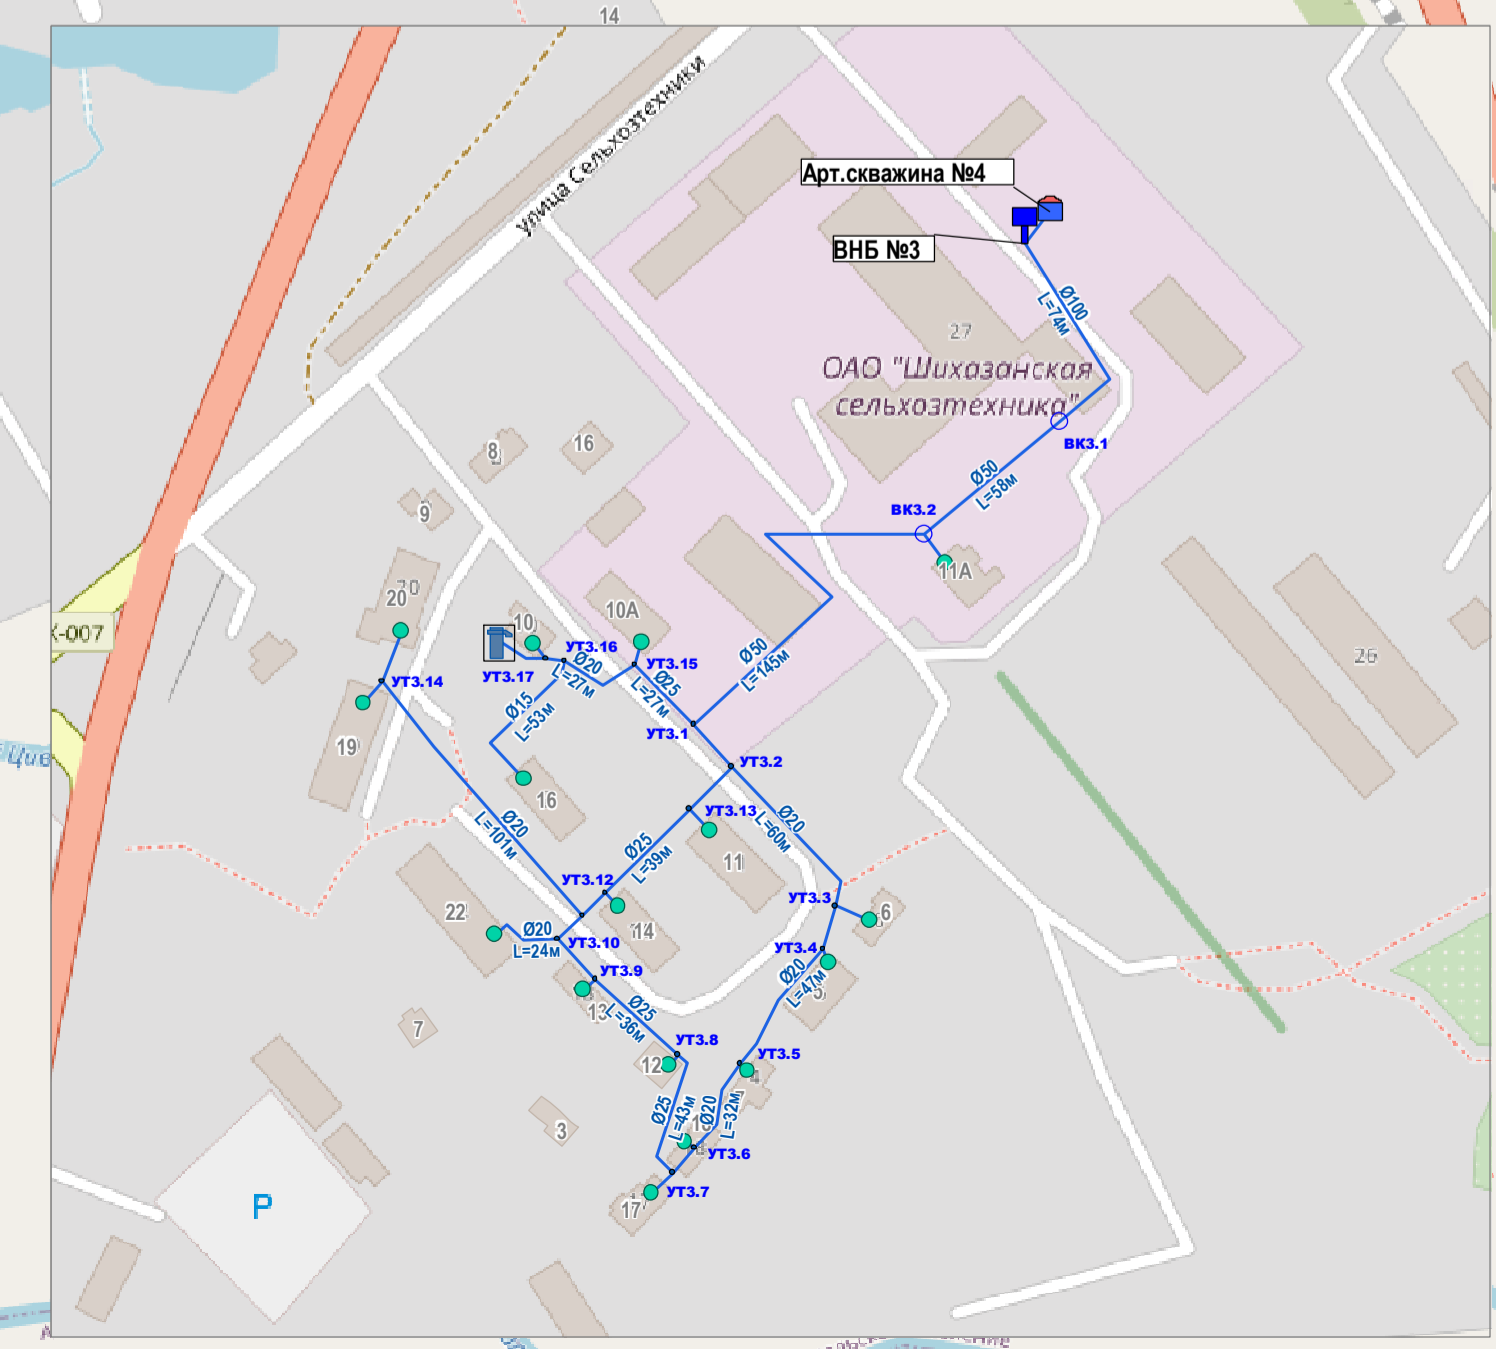 14
улица Сельхозтехники
Арт.скважина №4
ВНБ №3
Ø100
L=74м
27
ОАО "Шихазанская
сельхозтехника"
ВК3.1
8
16
Ø50
L=58м
9
ВК3.2
11А
20
К-007
10
10А
УТ3.16
Ø20
L=27м
УТ3.15
УТ3.17
Ø25
L=27м
Ø50
L=145м
26
УТ3.14
Ø15
L=53м
УТ3.1
19
Цив
УТ3.2
16
УТ3.13
Ø20
L=60м
Ø20
L=101м
Ø25
L=39м
11
УТ3.12
УТ3.3
6
22
14
Ø20
L=24м
УТ3.10
УТ3.4
УТ3.9
Ø20
L=47м
5
13
Ø25
L=36м
7
УТ3.8
УТ3.5
12
4
Ø25
L=43м
Ø20
L=32м
3
18
УТ3.6
УТ3.7
17
P